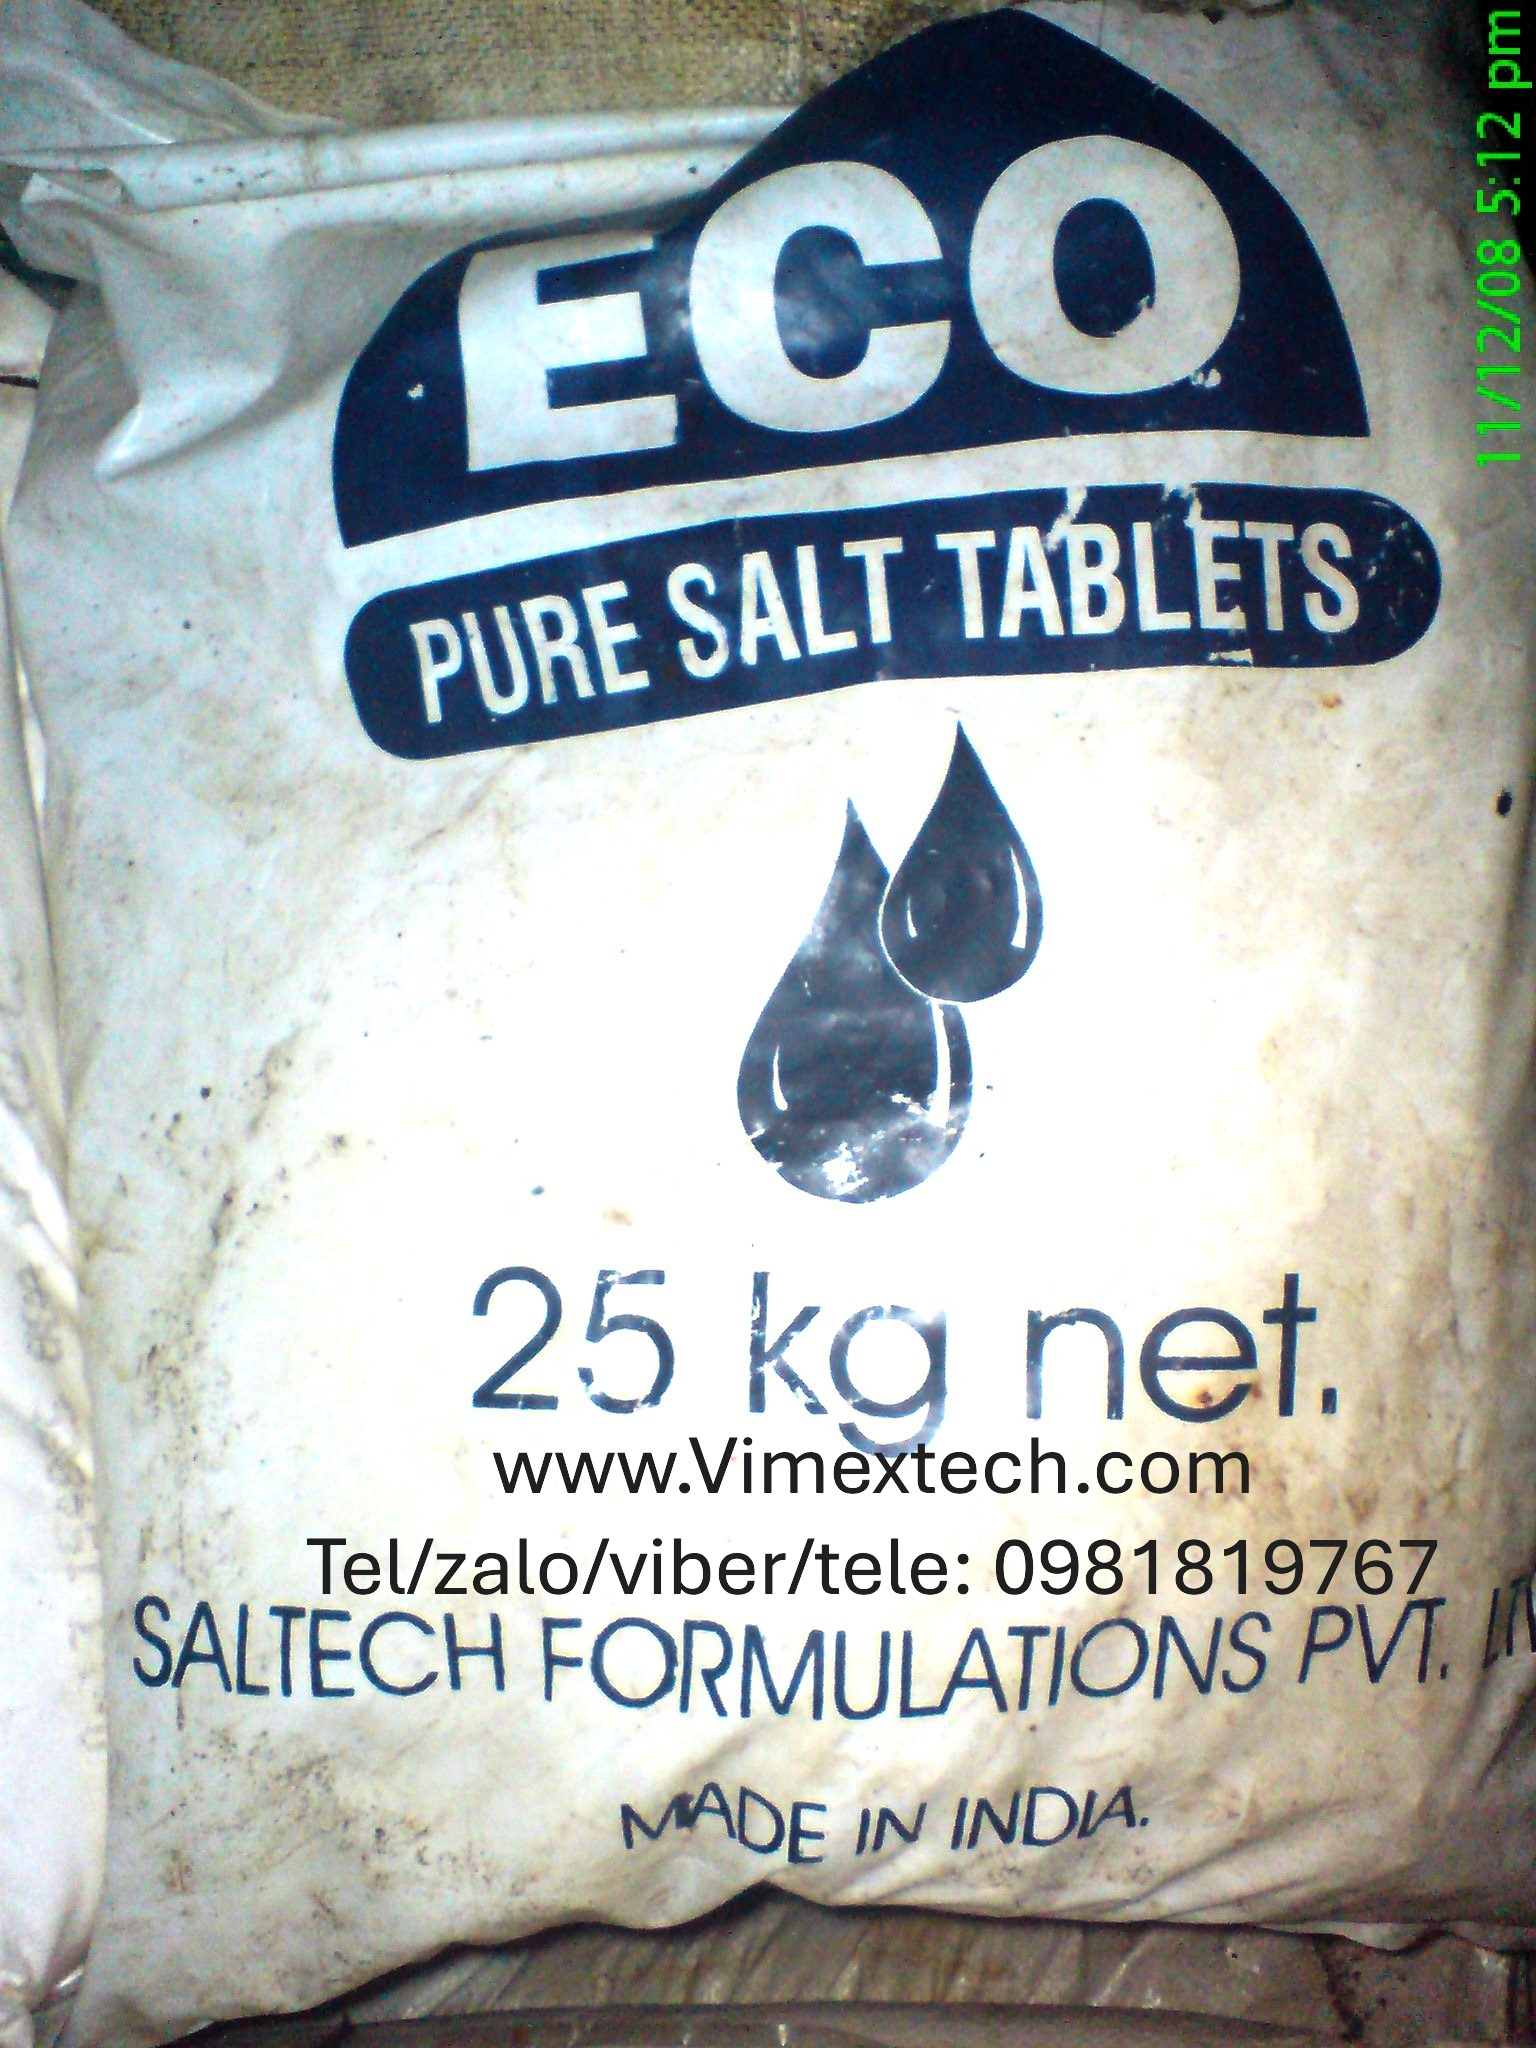 11/12/08 5:12 pm
ECO
PURE SALT TABLETS
25 kg net.
www.Vimextech.com
Tel/zalo/viber/tele: 0981819767
SALTECH FORMULATIONS PVT.
MADE IN INDIA.